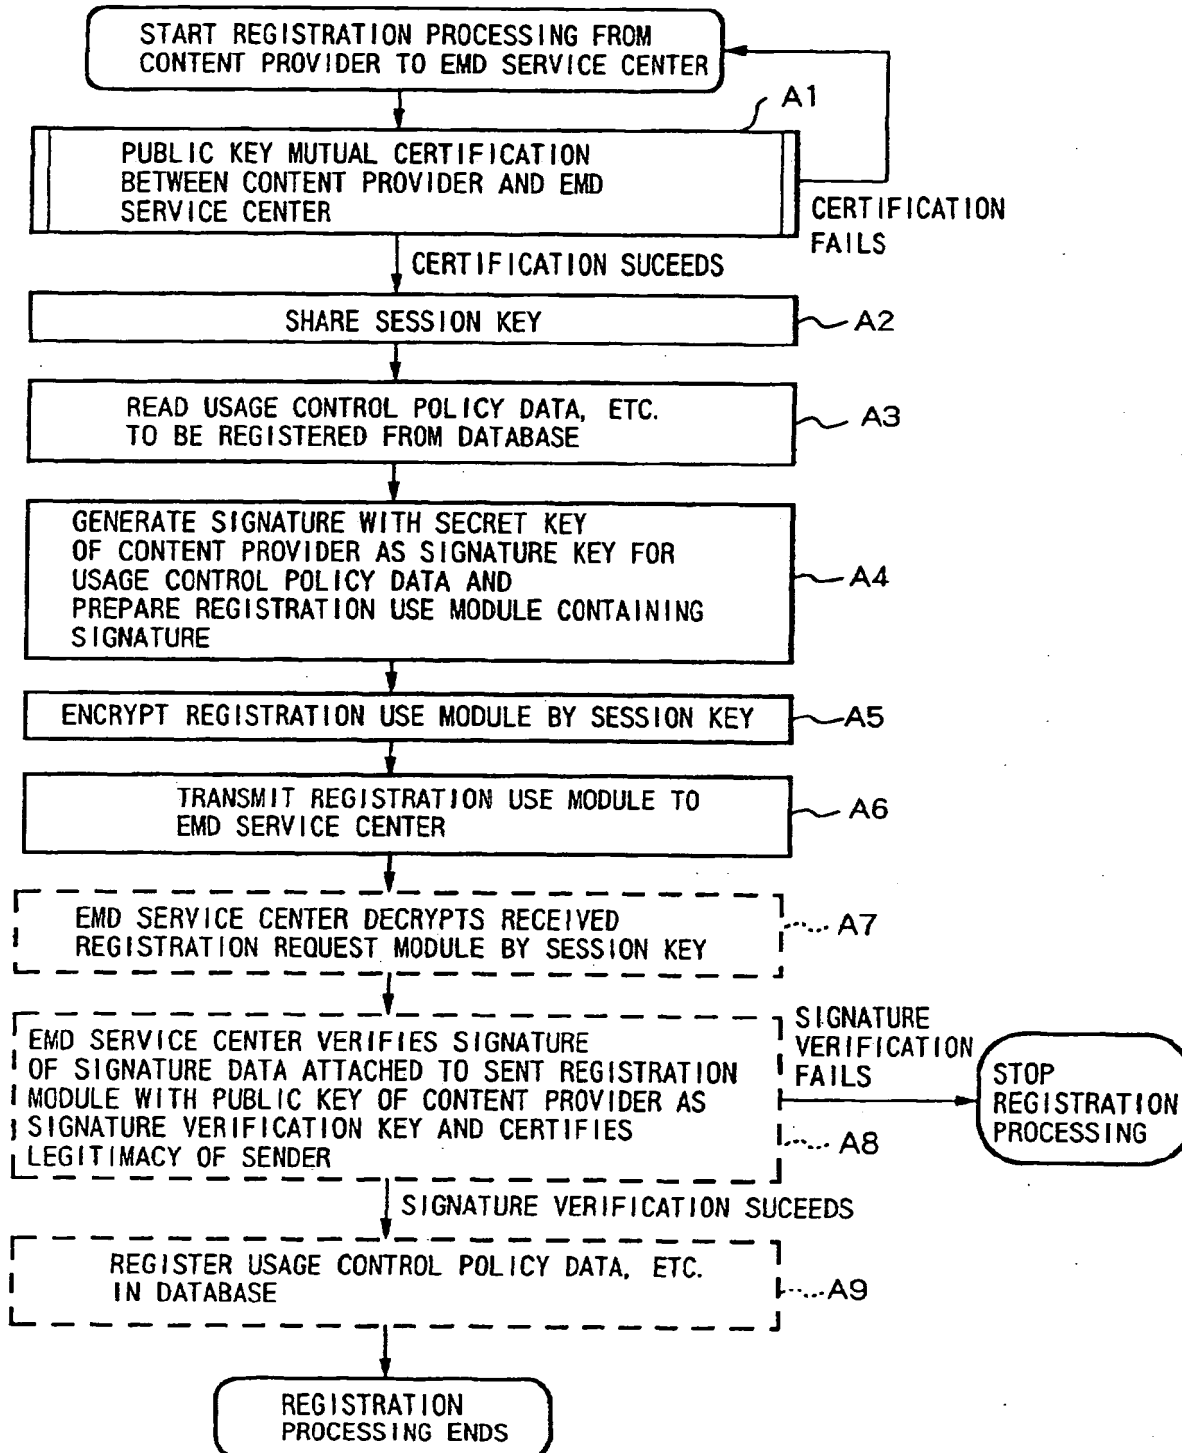 START REGISTRATION PROCESSING FROM
CONTENT PROVIDER TO EMD SERVICE CENTER
A1
PUBLIC KEY MUTUAL CERTIFICATION
BETWEEN CONTENT PROVIDER AND EMD
SERVICE CENTER
CERTIFICATION
FAILS
CERTIFICATION SUCEEDS
SHARE SESSION KEY
A2
READ USAGE CONTROL POLICY DATA, ETC.
TO BE REGISTERED FROM DATABASE
A3
GENERATE SIGNATURE WITH SECRET KEY
OF CONTENT PROVIDER AS SIGNATURE KEY FOR
USAGE CONTROL POLICY DATA AND
PREPARE REGISTRATION USE MODULE CONTAINING
SIGNATURE
A4
ENCRYPT REGISTRATION USE MODULE BY SESSION KEY
A5
TRANSMIT REGISTRATION USE MODULE TO
EMD SERVICE CENTER
A6
EMD SERVICE CENTER DECRYPTS RECEIVED
REGISTRATION REQUEST MODULE BY SESSION KEY
A7
EMD SERVICE CENTER VERIFIES SIGNATURE
OF SIGNATURE DATA ATTACHED TO SENT REGISTRATION
MODULE WITH PUBLIC KEY OF CONTENT PROVIDER AS
SIGNATURE VERIFICATION KEY AND CERTIFIES
LEGITIMACY OF SENDER
A8
SIGNATURE
VERIFICATION
FAILS
STOP
REGISTRATION
PROCESSING
SIGNATURE VERIFICATION SUCEEDS
REGISTER USAGE CONTROL POLICY DATA, ETC.
IN DATABASE
A9
REGISTRATION
PROCESSING ENDS